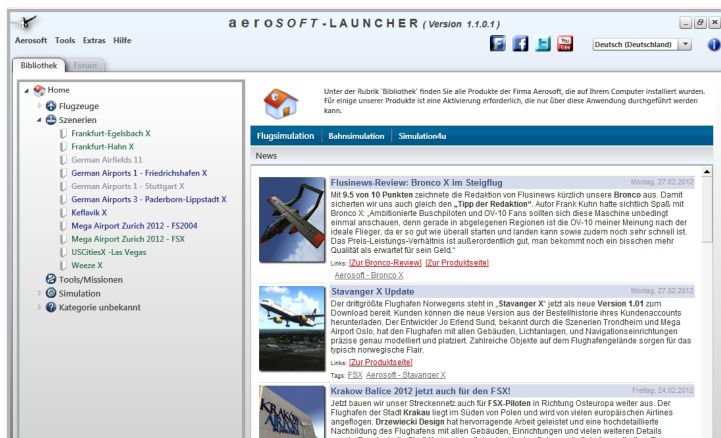 aeroSOFT-LAUNCHER (Version 1.1.0.1)
Aerosoft Tools Extras Hilfe
You Tube
Deutsch (Deutschland)
Bibliothek Forum
Home
Flugzeuge
Szenerien
Frankfurt-Egelsbach X
Frankfurt-Hahn X
German Airfields 11
German Airports 1 - Friedrichshafen X
German Airports 1 - Stuttgart X
German Airports 3 - Paderborn-Lippstadt X
Keflavik X
Mega Airport Zurich 2012 - FS2004
Mega Airport Zurich 2012 - FSX
USCitiesX -Las Vegas
Weeze X
Tools/Missionen
Simulation
Kategorie unbekannt
Unter der Rubrik 'Bibliothek' finden Sie alle Produkte der Firma Aerosoft, die auf Ihrem Computer installiert wurden.
Für einige unserer Produkte ist eine Aktivierung erforderlich, die nur über diese Anwendung durchgeführt werden
kann.
Flugsimulation Bahnsimulation Simulation4u
News
Flusinews-Review: Bronco X im Steigflug Montag, 27.02.2012
Mit 9.5 von 10 Punkten zeichnete die Redaktion von Flusinews kürzlich unsere Bronco aus. Damit
sicherten wir uns auch gleich den „Tipp der Redaktion". Autor Frank Kuhn hatte sichtlich Spaß mit
Bronco X: „Ambitionierte Buschpiloten und OV-10 Fans sollten sich diese Maschine unbedingt
einmal anschauen, denn gerade in abgelegenen Regionen ist die OV-10 meiner Meinung nach der
ideale Flieger, da er so gut wie überall starten und landen kann sowie zudem noch sehr schnell ist.
Das Preis-Leistungs-Verhältnis ist außerordentlich gut, man bekommt noch ein bisschen mehr
Qualität als erwartet für sein Geld."
Links: [Zur Bronco-Review] [Zur Produktseite]
Aerosoft - Bronco X
Stavanger X Update Montag, 27.02.2012
Der drittgrößte Flughafen Norwegens steht in „Stavanger X" jetzt als neue Version 1.01 zum
Download bereit. Kunden können die neue Version aus der Bestellhistorie ihres Kundenaccounts
herunterladen. Der Entwickler Jo Erlend Sund, bekannt durch die Szenerien Trondheim und Mega
Airport Oslo, hat den Flughafen mit allen Gebäuden, Lichtanlagen, und Navigationseinrichtungen
präzise genau modelliert und platziert. Zahlreiche Objekte auf dem Flughafengelände sorgen für das
typisch norwegische Flair.
Links: [Zur Produktseite]
Tags: FSX Aerosoft - Stavanger X
Krakow Balice 2012 jetzt auch für den FSX! Freitag, 24.02.2012
Jetzt bauen wir unser Streckennetz auch für FSX-Piloten in Richtung Osteuropa weiter aus. Der
Flughafen der Stadt Krakau liegt im Süden von Polen und wird von vielen europäischen Airlines
angeflogen. Drzewiecki Design hat hervorragende Arbeit geleistet und eine hochdetaillierte
Nachbildung des Flughafens mit allen Gebäuden, Einrichtungen und vielen weiteren Details
KRAKOW
AIRPORT